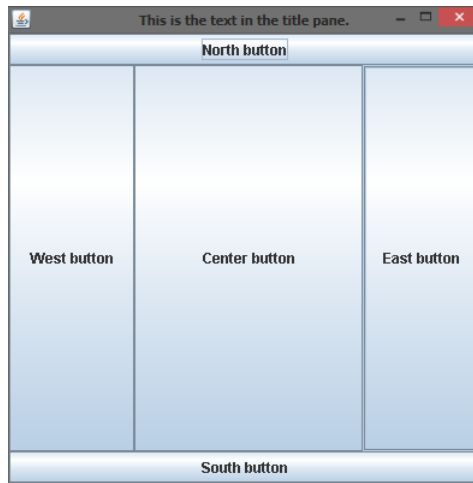 This is the text in the title pane.
North button
West button
Center button
East button
South button